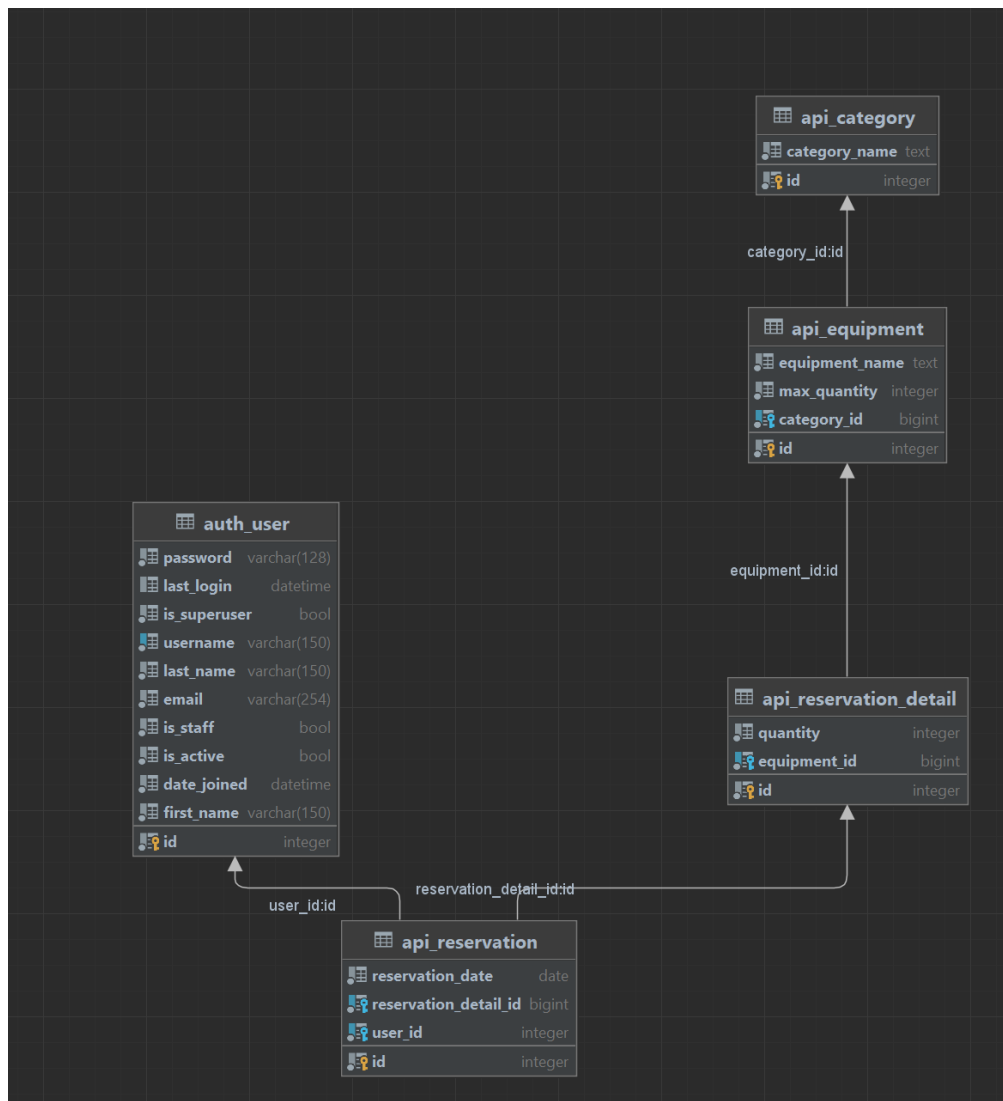 api_category
category_name text
id integer
category_id:id
api_equipment
equipment_name text
max_quantity integer
category_id bigint
id integer
equipment_id:id
auth_user
password varchar(128)
last_login datetime
is_superuser bool
username varchar(150)
last_name varchar(150)
email varchar(254)
is_staff bool
is_active bool
date_joined datetime
first_name varchar(150)
id integer
api_reservation_detail
quantity integer
equipment_id bigint
id integer
reservation_detail_id:id
user_id:id
api_reservation
reservation_date date
reservation_detail_id bigint
user_id integer
id integer